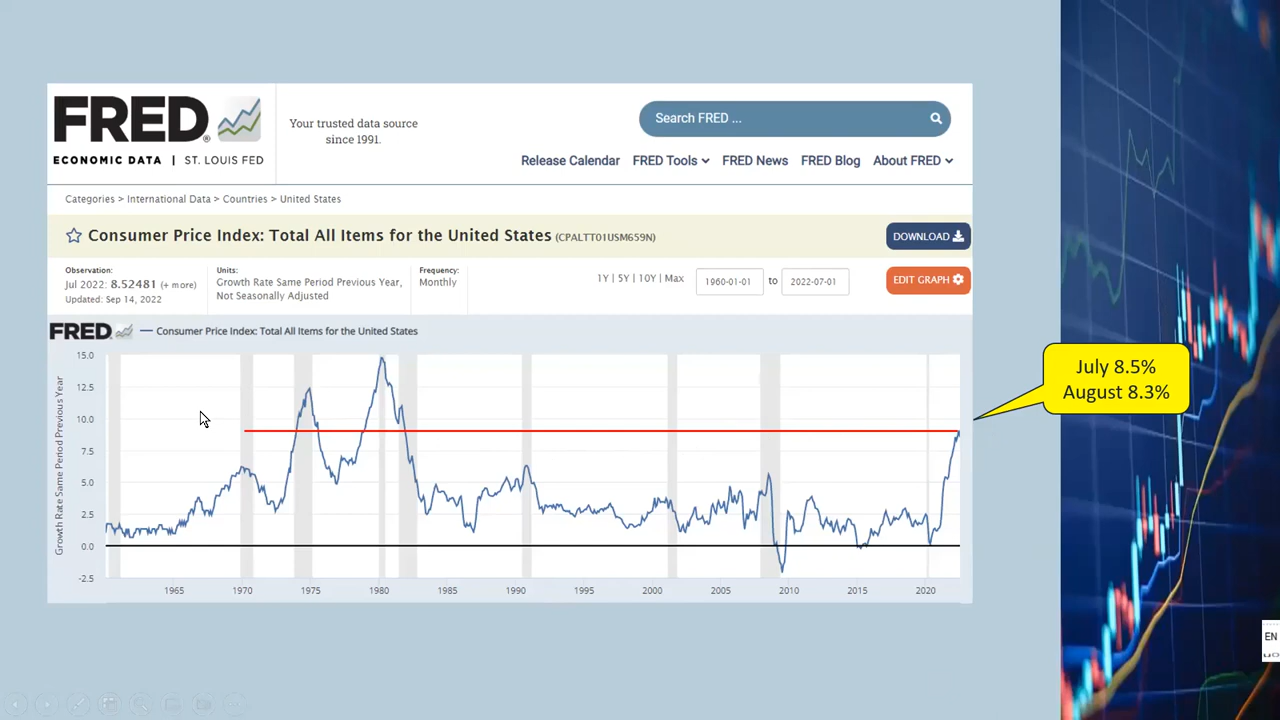 FRED
ECONOMIC DATA | ST. LOUIS FED
Your trusted data source
since 1991.
Search FRED ...
Release Calendar FRED Tools FRED News FRED Blog About FRED
Categories > International Data > Countries > United States
Consumer Price Index: Total All Items for the United States (CPALTT01USM659N)
DOWNLOAD
Observation:
Jul 2022: 8.52481 (+ more)
Updated: Sep 14, 2022
Units:
Growth Rate Same Period Previous Year,
Not Seasonally Adjusted
Frequency:
Monthly
1Y | 5Y | 10Y | Max 1960-01-01 to 2022-07-01
EDIT GRAPH
FRED — Consumer Price Index: Total All Items for the United States
Growth Rate Same Period Previous Year
15.0
12.5
10.0
7.5
5.0
2.5
0.0
-2.5
1965 1970 1975 1980 1985 1990 1995 2000 2005 2010 2015 2020
July 8.5%
August 8.3%
EN